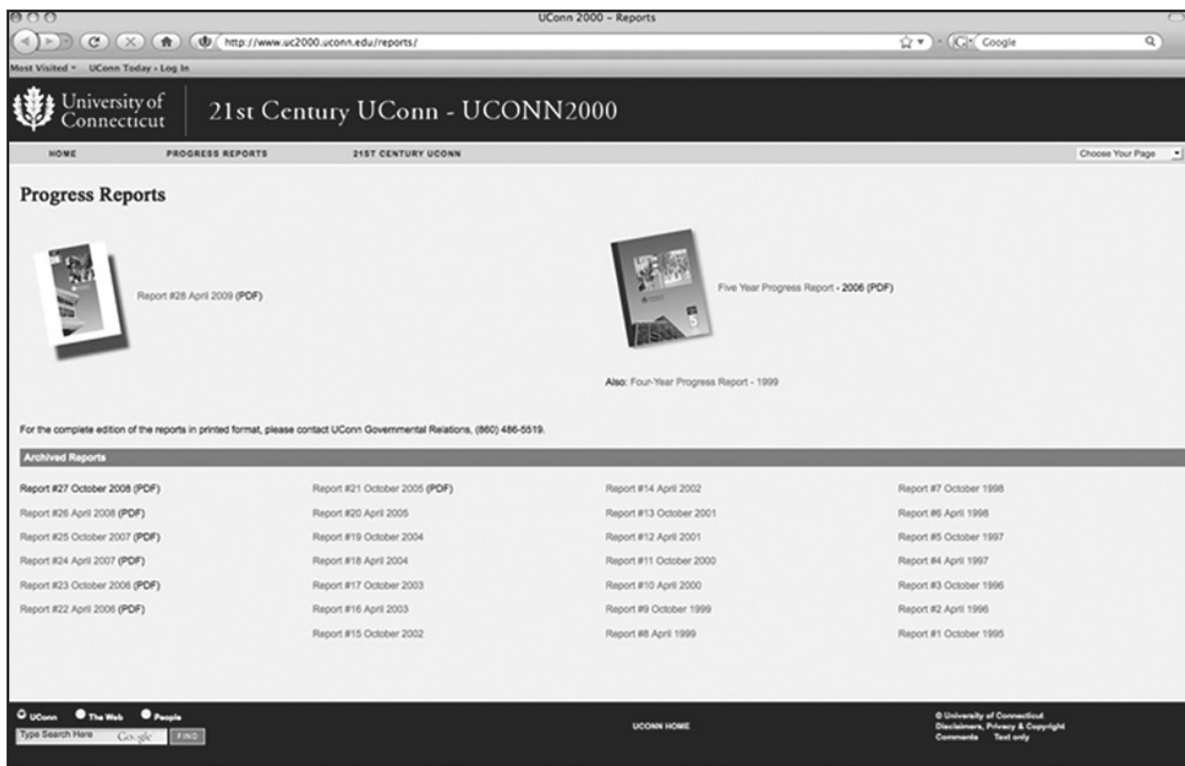 UConn 2000 – Reports
http://www.uc2000.uconn.edu/reports/
Google
Most Visited
UConn Today › Log In
University of
Connecticut
21st Century UConn - UCONN2000
HOME
PROGRESS REPORTS
21ST CENTURY UCONN
Choose Your Page
Progress Reports
Report #28 April 2009 (PDF)
Five Year Progress Report - 2006 (PDF)
5
Also: Four-Year Progress Report - 1999
For the complete edition of the reports in printed format, please contact UConn Governmental Relations, (860) 486-5519.
Archived Reports
Report #27 October 2008 (PDF)
Report #26 April 2008 (PDF)
Report #25 October 2007 (PDF)
Report #24 April 2007 (PDF)
Report #23 October 2006 (PDF)
Report #22 April 2006 (PDF)
Report #21 October 2005 (PDF)
Report #20 April 2005
Report #19 October 2004
Report #18 April 2004
Report #17 October 2003
Report #16 April 2003
Report #15 October 2002
Report #14 April 2002
Report #13 October 2001
Report #12 April 2001
Report #11 October 2000
Report #10 April 2000
Report #9 October 1999
Report #8 April 1999
Report #7 October 1998
Report #6 April 1998
Report #5 October 1997
Report #4 April 1997
Report #3 October 1996
Report #2 April 1996
Report #1 October 1995
UConn
The Web
People
Type Search Here
Google
FIND
UCONN HOME
© University of Connecticut
Disclaimers, Privacy & Copyright
Comments
Text only